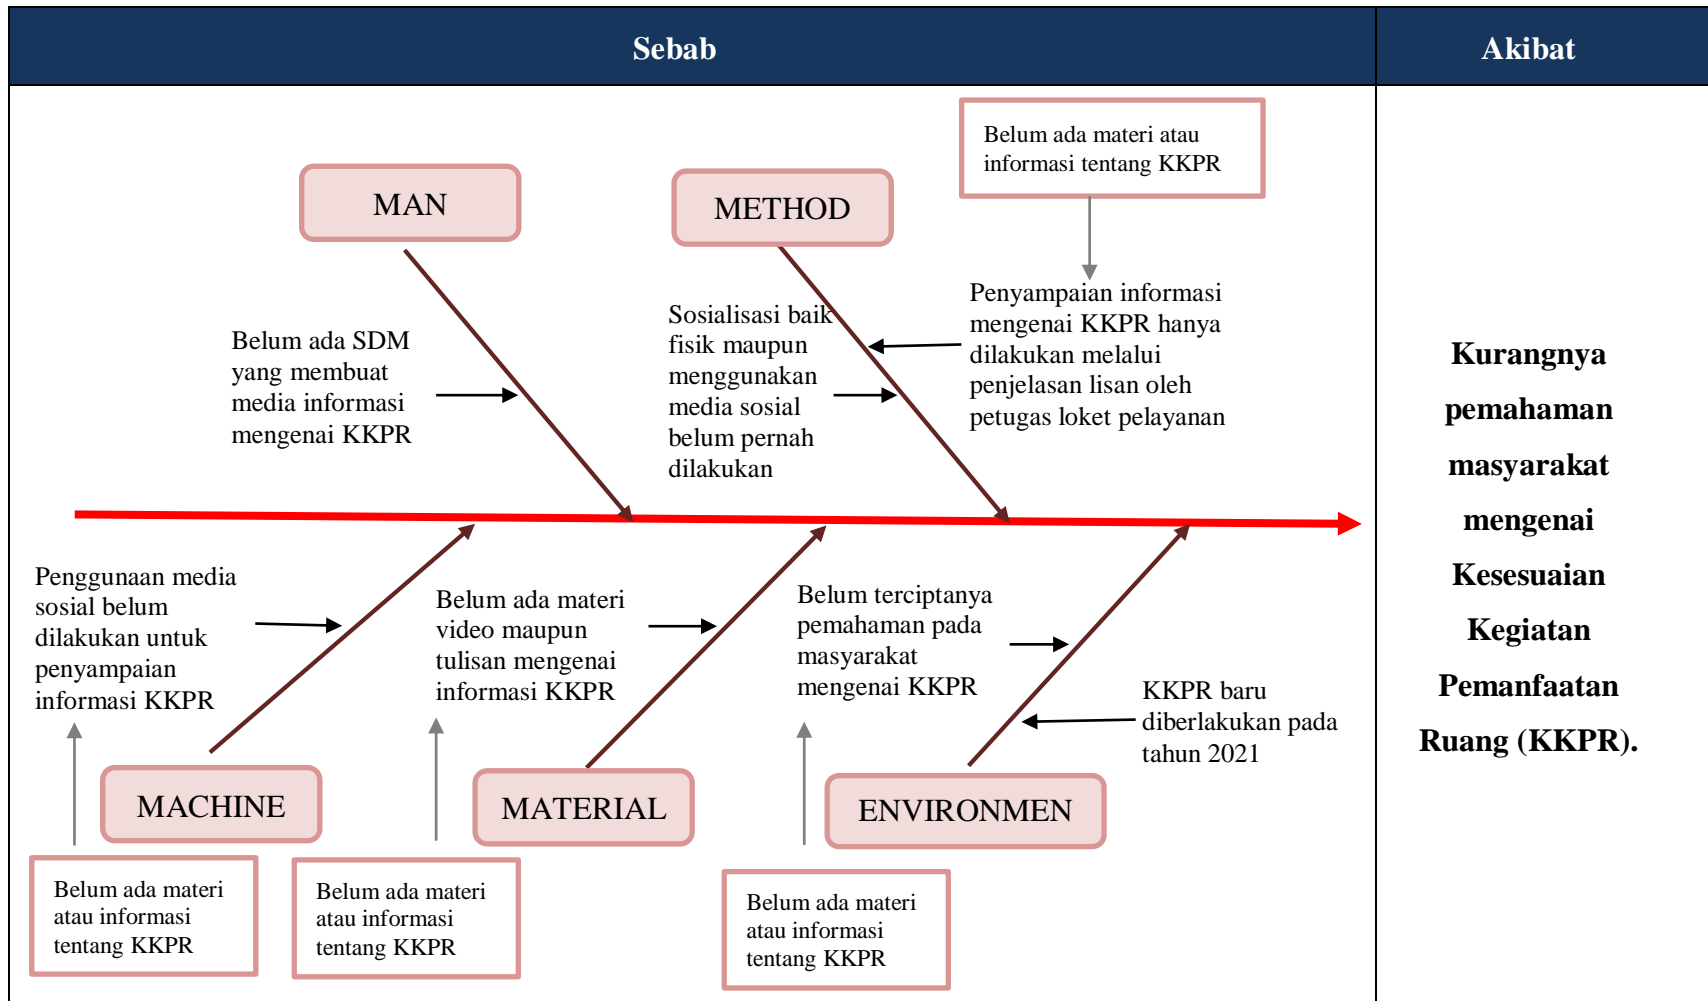 Sebab
Akibat
Belum ada materi atau
informasi tentang KKPR
MAN
METHOD
Belum ada SDM
yang membuat
media informasi
mengenai KKPR
Sosialisasi baik
fisik maupun
menggunakan
media sosial
belum pernah
dilakukan
Penyampaian informasi
mengenai KKPR hanya
dilakukan melalui
penjelasan lisan oleh
petugas loket pelayanan
Kurangnya
pemahaman
masyarakat
mengenai
Kesesuaian
Kegiatan
Pemanfaatan
Ruang (KKPR).
Penggunaan media
sosial belum
dilakukan untuk
penyampaian
informasi KKPR
Belum ada materi
video maupun
tulisan mengenai
informasi KKPR
Belum terciptanya
pemahaman pada
masyarakat
mengenai KKPR
KKPR baru
diberlakukan pada
tahun 2021
MACHINE
MATERIAL
ENVIRONMEN
Belum ada materi
atau informasi
tentang KKPR
Belum ada materi
atau informasi
tentang KKPR
Belum ada materi
atau informasi
tentang KKPR